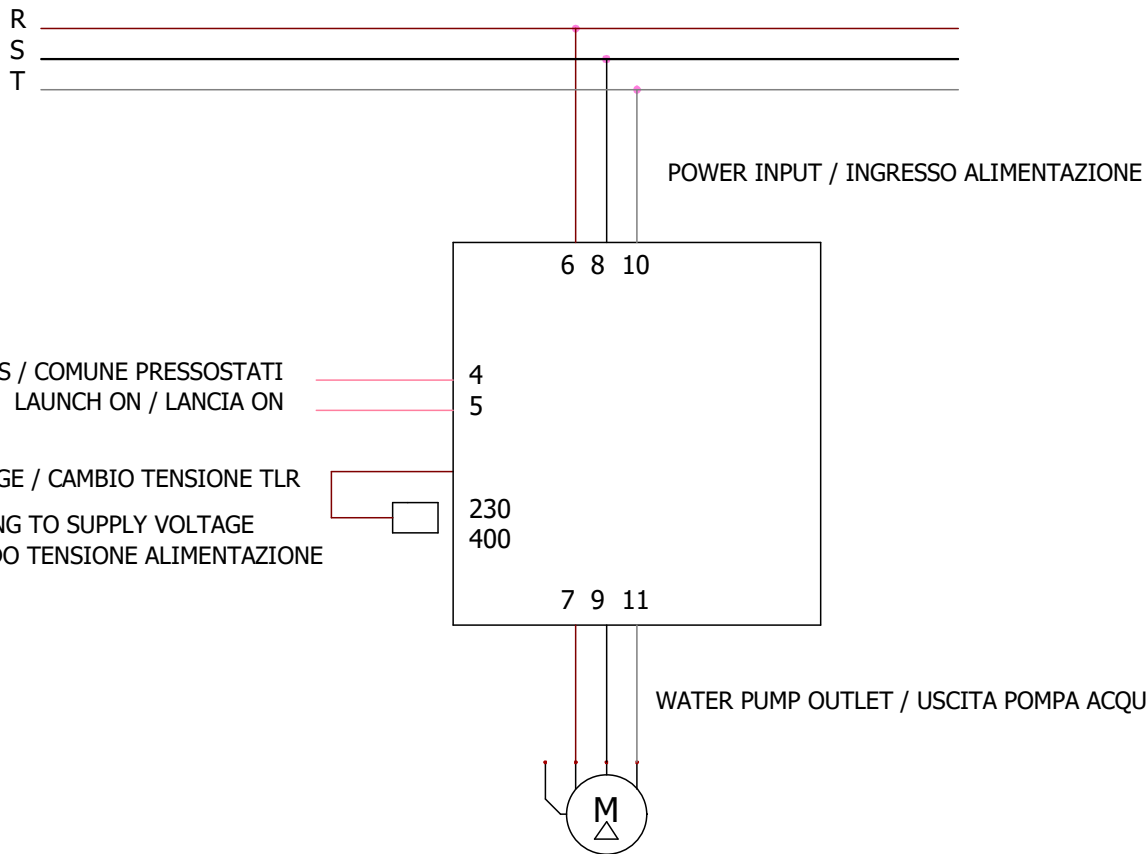 R
S
T
POWER INPUT / INGRESSO ALIMENTAZIONE
6 8 10
S / COMUNE PRESSOSTATI
4
LAUNCH ON / LANCIA ON
5
GE / CAMBIO TENSIONE TLR
230
NG TO SUPPLY VOLTAGE
400
DO TENSIONE ALIMENTAZIONE
7 9 11
WATER PUMP OUTLET / USCITA POMPA ACQU
M